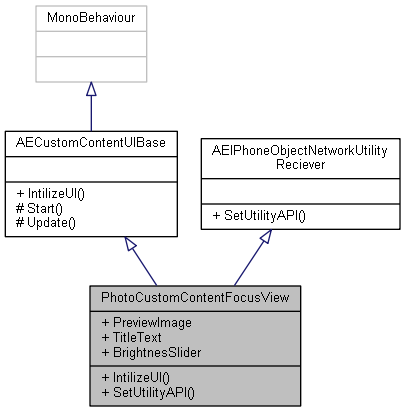 MonoBehaviour
AECustomContentUIBase
+ IntilizeUI()
# Start()
# Update()
AEIPhoneObjectNetworkUtility
Reciever
+ SetUtilityAPI()
PhotoCustomContentFocusView
+ PreviewImage
+ TitleText
+ BrightnesSlider
+ IntilizeUI()
+ SetUtilityAPI()